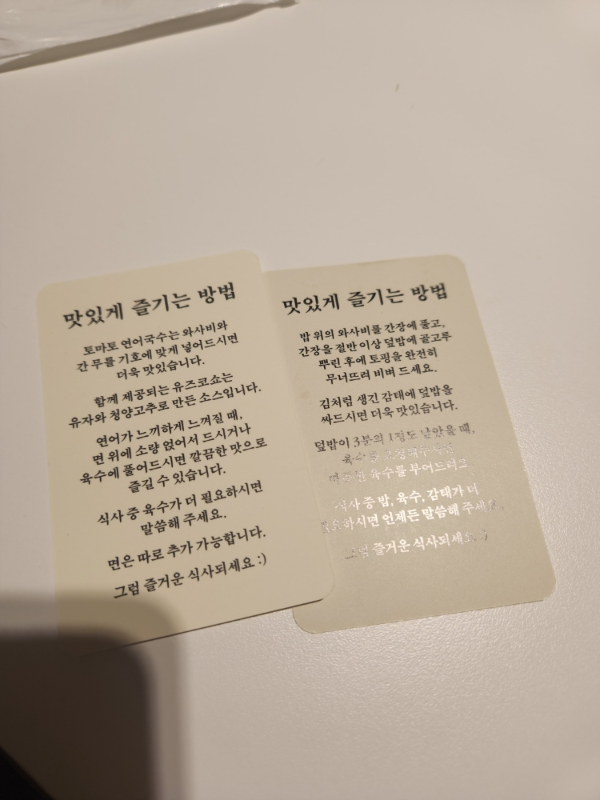 맛있게 즐기는 방법
토마토 연어국수는 와사비와
간 무를 기호에 맞게 넣어드시면
더욱 맛있습니다.
함께 제공되는 유즈코쇼는
유자와 청양고추로 만든 소스입니다.
연어가 느끼하게 느껴질 때,
면 위에 소량 얹어서 드시거나
육수에 풀어드시면 깔끔한 맛으로
즐길 수 있습니다.
식사 중 육수가 더 필요하시면
말씀해 주세요.
면은 따로 추가 가능합니다.
그럼 즐거운 식사되세요 :)
맛있게 즐기는 방법
밥 위의 와사비를 간장에 풀고,
간장을 절반 이상 덮밥에 골고루
뿌린 후에 토핑을 완전히
무너뜨려 비벼 드세요.
김처럼 생긴 감태에 덮밥을
싸드시면 더욱 맛있습니다.
덮밥이 3분의 1정도 남았을 때,
육수를
육수를
식사 중 밥, 육수, 감태가 더
필요하시면 언제든 말씀해 주세요.
그럼 즐거운 식사되세요 :)